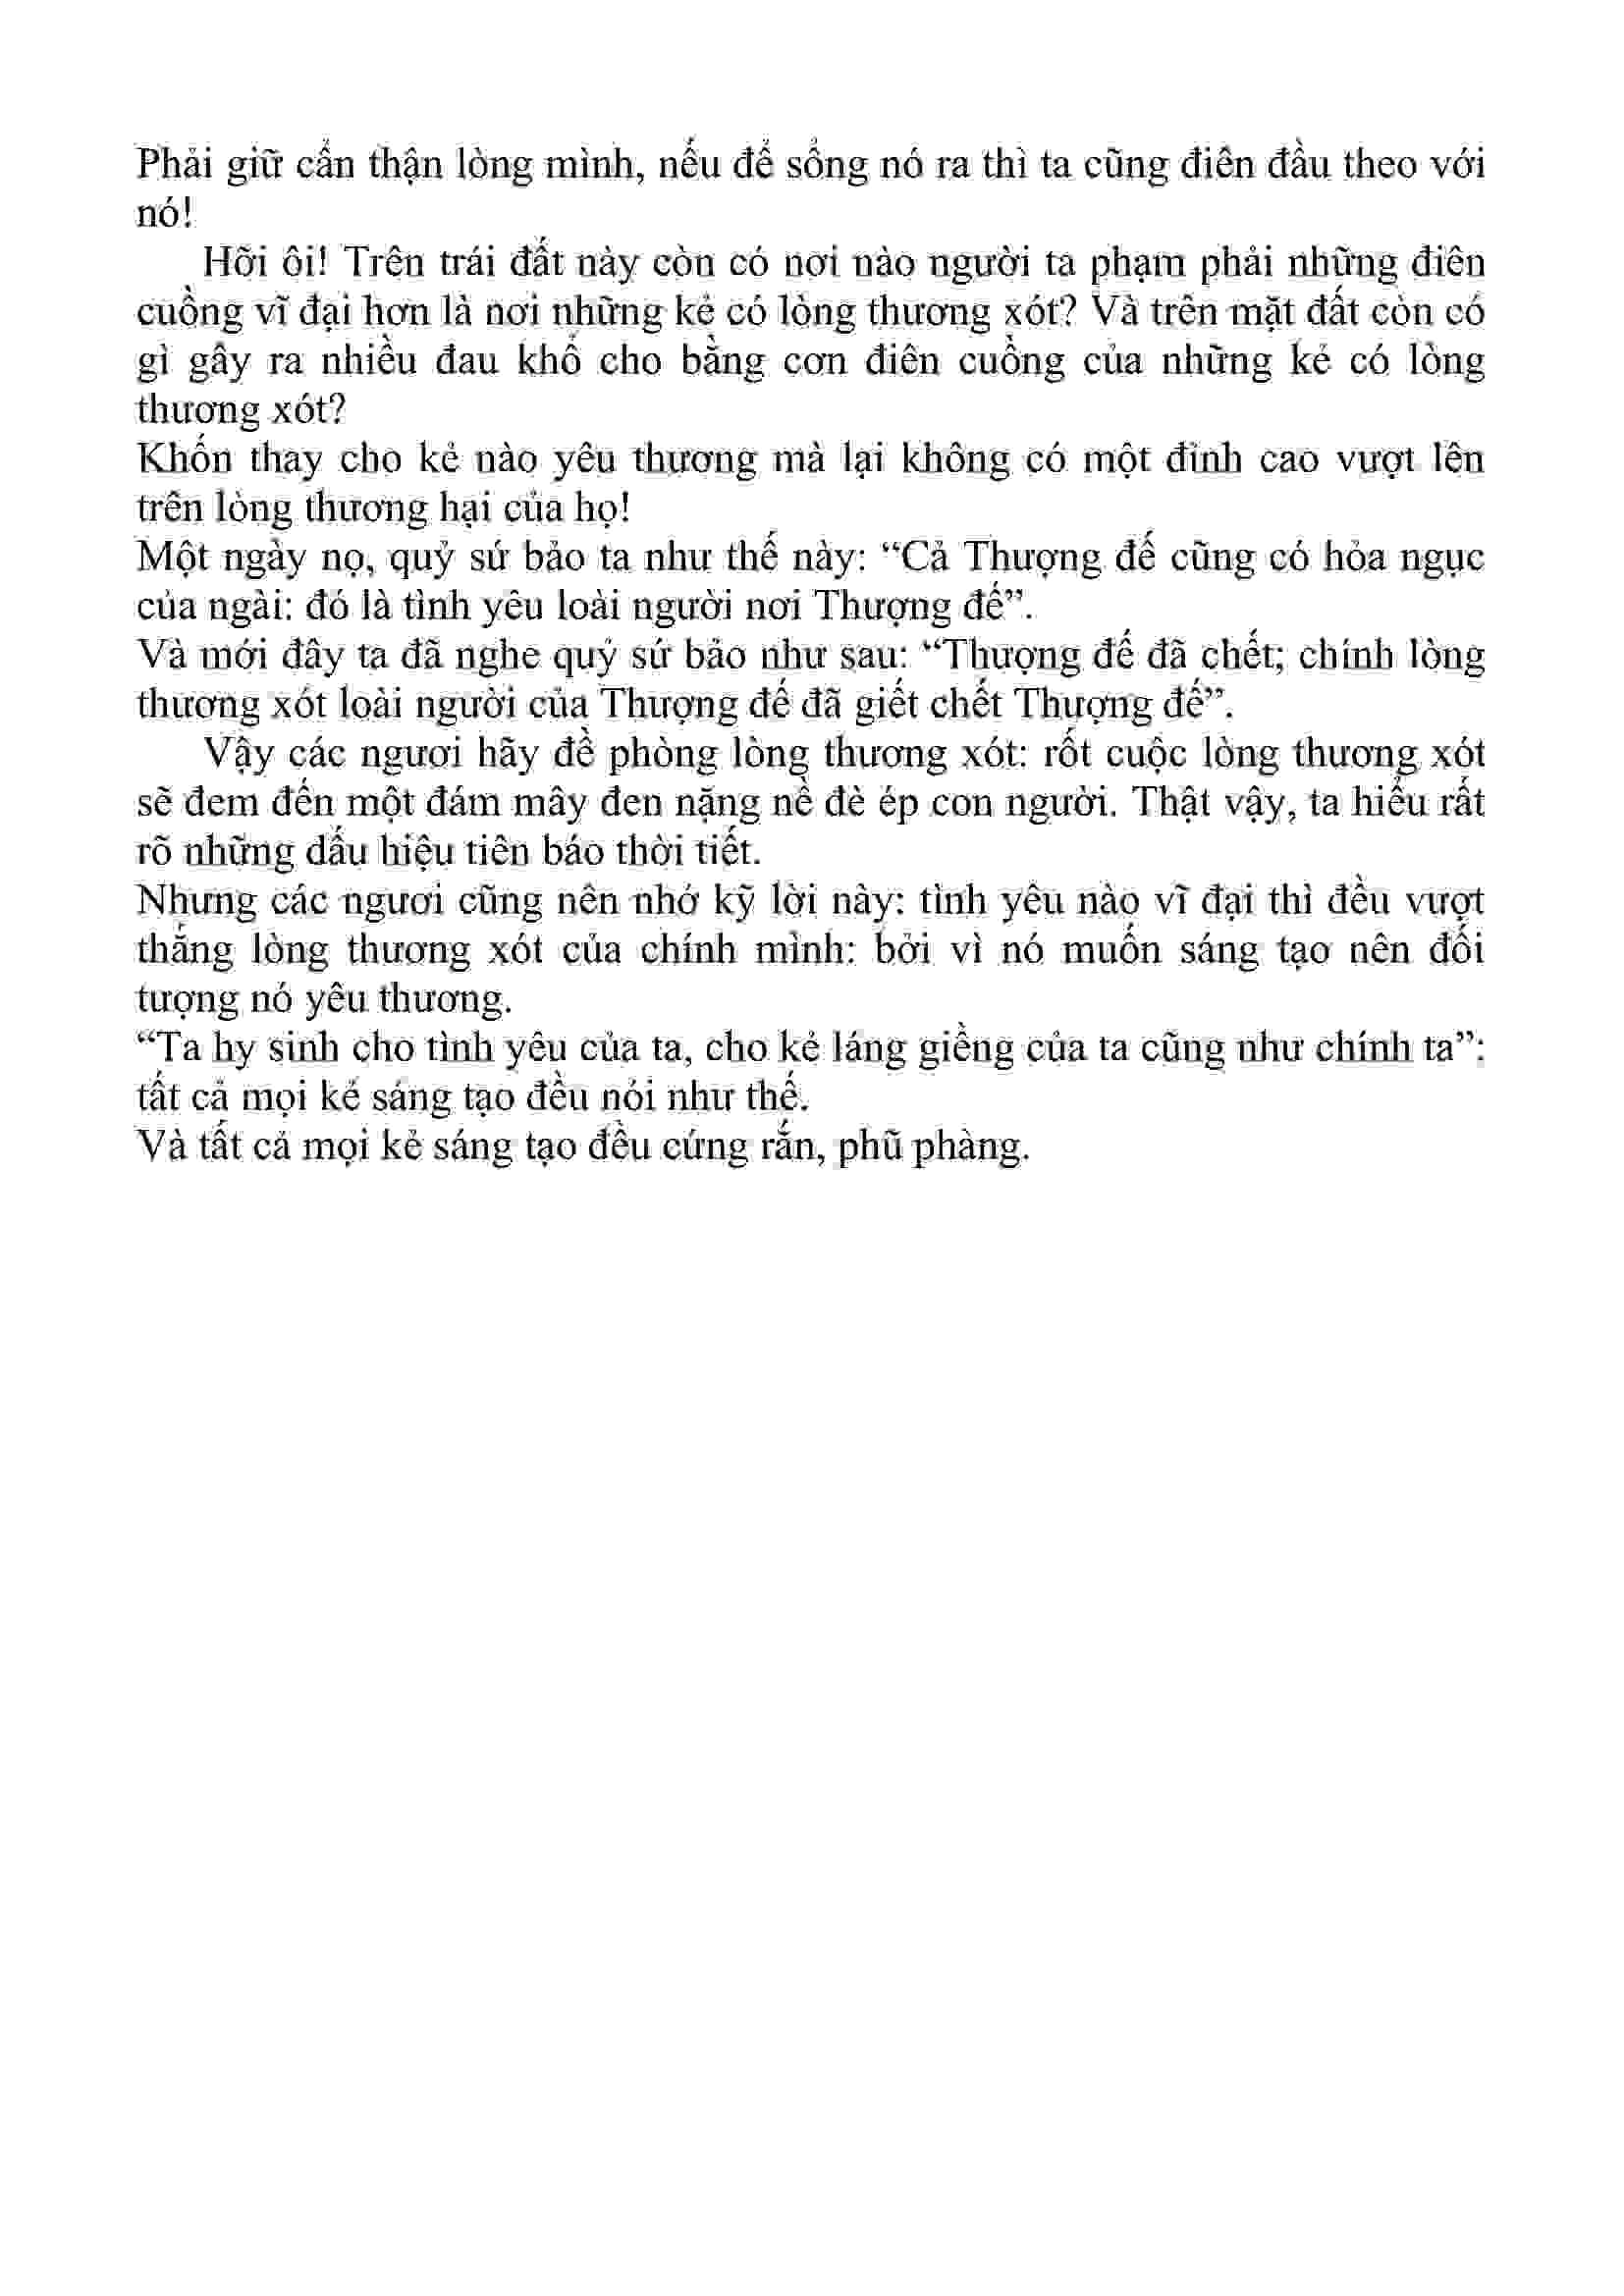 Phải giữ cẩn thận lòng mình, nếu để sổng nó ra thì ta cũng điên đầu theo với
nó!
Hỡi ôi! Trên trái đất này còn có nơi nào người ta phạm phải những điên
cuồng vĩ đại hơn là nơi những kẻ có lòng thương xót? Và trên mặt đất còn có
gì gây ra nhiều đau khổ cho bằng cơn điên cuồng của những kẻ có lòng
thương xót?
Khốn thay cho kẻ nào yêu thương mà lại không có một đỉnh cao vượt lên
trên lòng thương hại của họ!
Một ngày nọ, quỷ sứ bảo ta như thế này: “Cả Thượng đế cũng có hỏa ngục
của ngài: đó là tình yêu loài người nơi Thượng đế”.
Và mới đây ta đã nghe quỷ sứ bảo như sau: “Thượng đế đã chết; chính lòng
thương xót loài người của Thượng đế đã giết chết Thượng đế”.
Vậy các ngươi hãy đề phòng lòng thương xót: rốt cuộc lòng thương xót
sẽ đem đến một đám mây đen nặng nề đè ép con người. Thật vậy, ta hiểu rất
rõ những dấu hiệu tiên báo thời tiết.
Nhưng các ngươi cũng nên nhớ kỹ lời này: tình yêu nào vĩ đại thì đều vượt
thắng lòng thương xót của chính mình: bởi vì nó muốn sáng tạo nên đối
tượng nó yêu thương.
“Ta hy sinh cho tình yêu của ta, cho kẻ láng giềng của ta cũng như chính ta”:
tất cả mọi kẻ sáng tạo đều nói như thế.
Và tất cả mọi kẻ sáng tạo đều cứng rắn, phũ phàng.